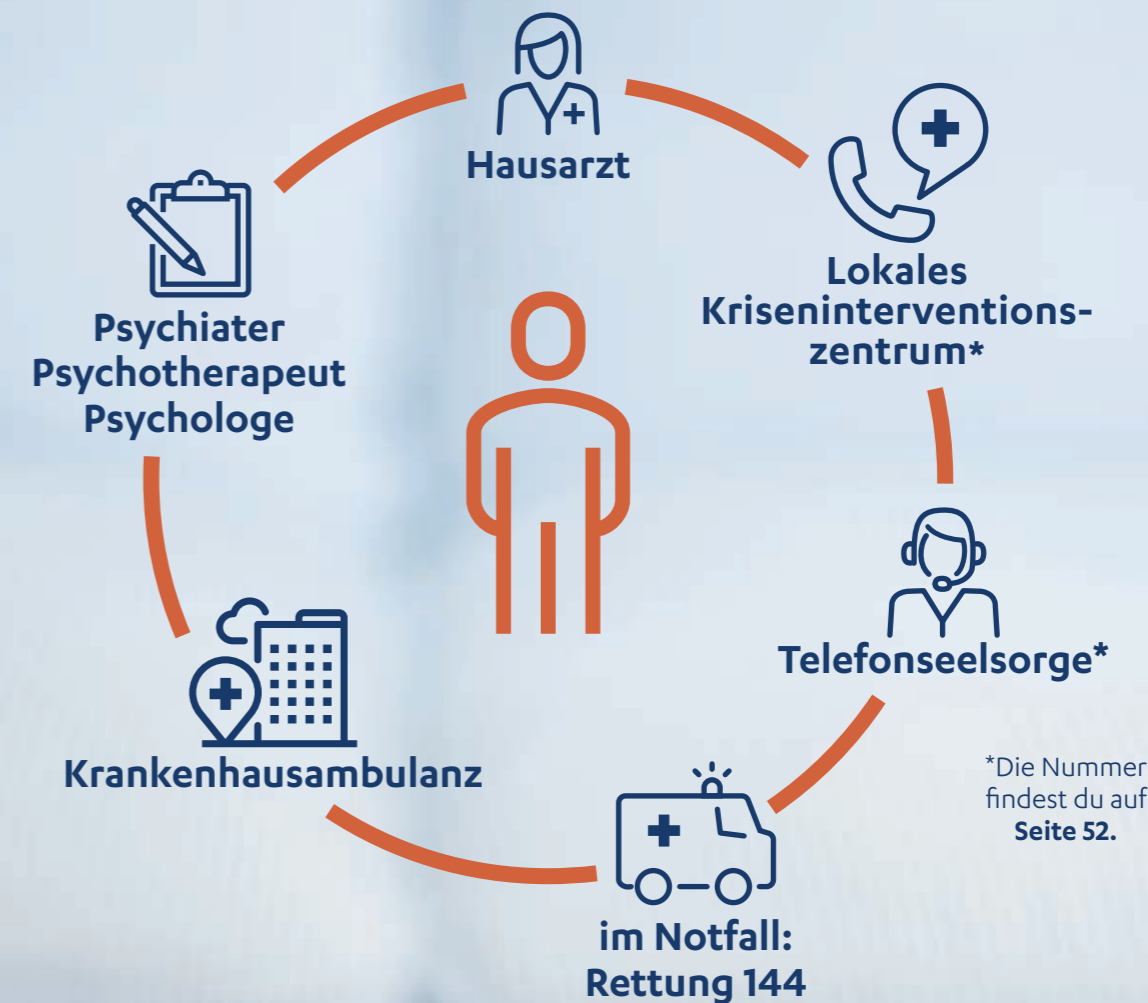 Hausarzt
Lokales
Kriseninterventions-
zentrum*
Psychiater
Psychotherapeut
Psychologe
Telefonseelsorge*
Krankenhausambulanz
*Die Nummer
findest du auf
Seite 52.
im Notfall:
Rettung 144